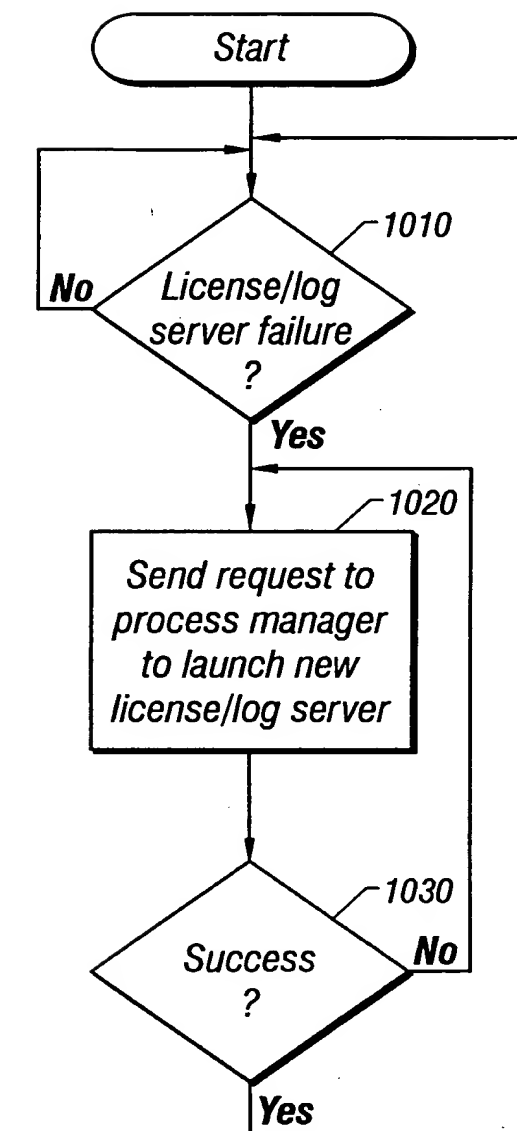 Start
1010
No
License/log
server failure
?
Yes
1020
Send request to
process manager
to launch new
license/log server
1030
Success
?
No
Yes